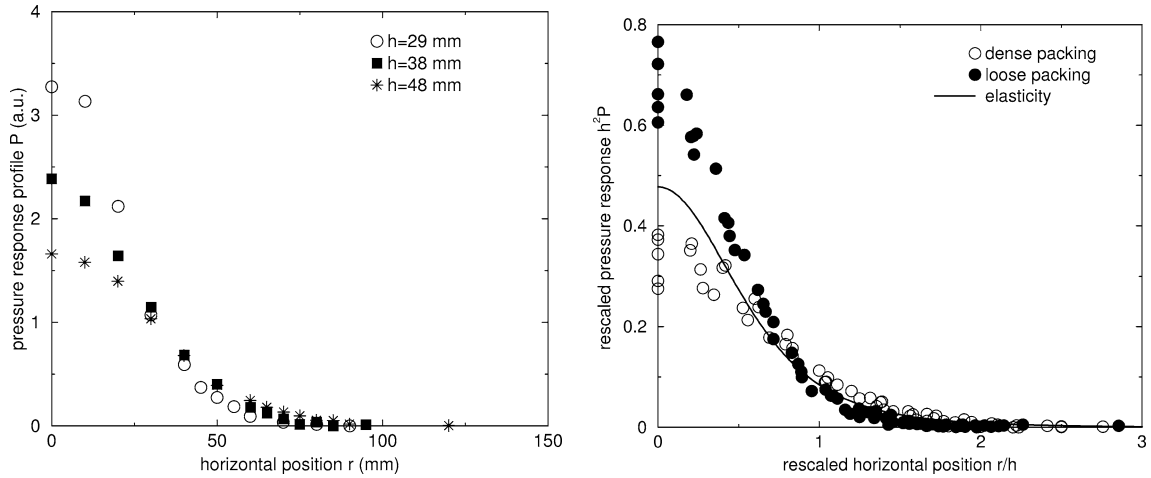 4
3
2
1
0
0
50
100
150
pressure response profile P (a.u.)
horizontal position r (mm)
h=29 mm
h=38 mm
h=48 mm
0.8
0.6
0.4
0.2
0
0
1
2
3
rescaled pressure response h²P
rescaled horizontal position r/h
dense packing
loose packing
elasticity